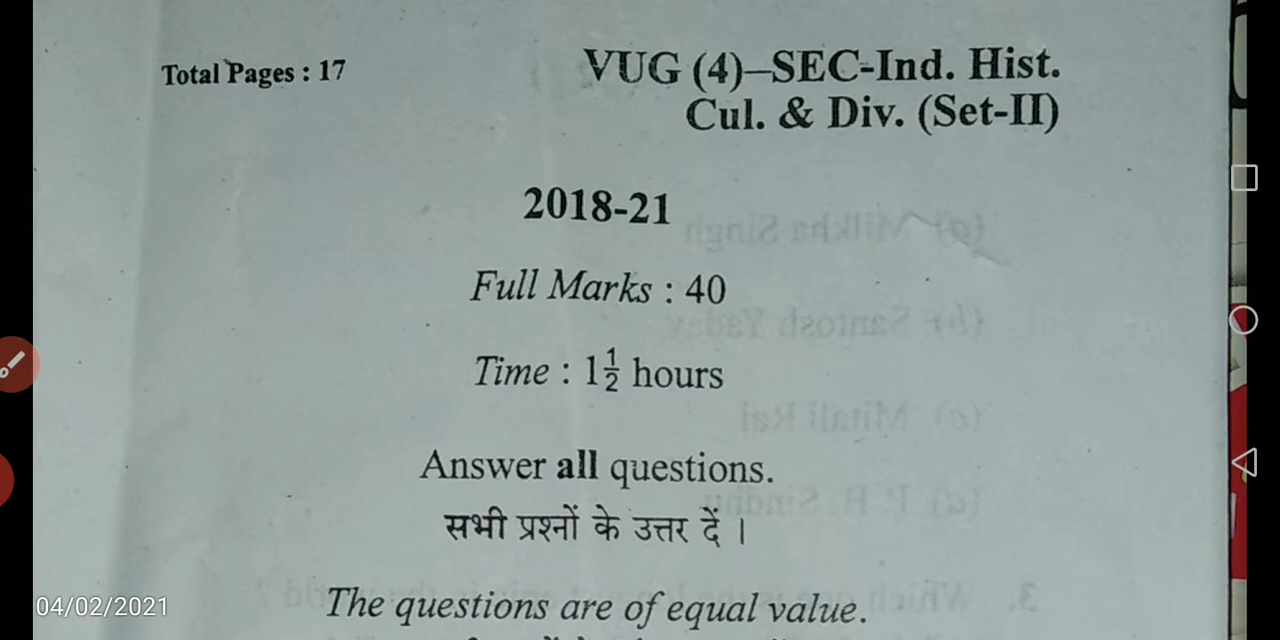 Total Pages : 17
VUG (4)–SEC-Ind. Hist.
Cul. & Div. (Set-II)
2018-21
Full Marks : 40
Time : 1½ hours
Answer all questions.
सभी प्रश्नों के उत्तर दें ।
The questions are of equal value.
04/02/2021